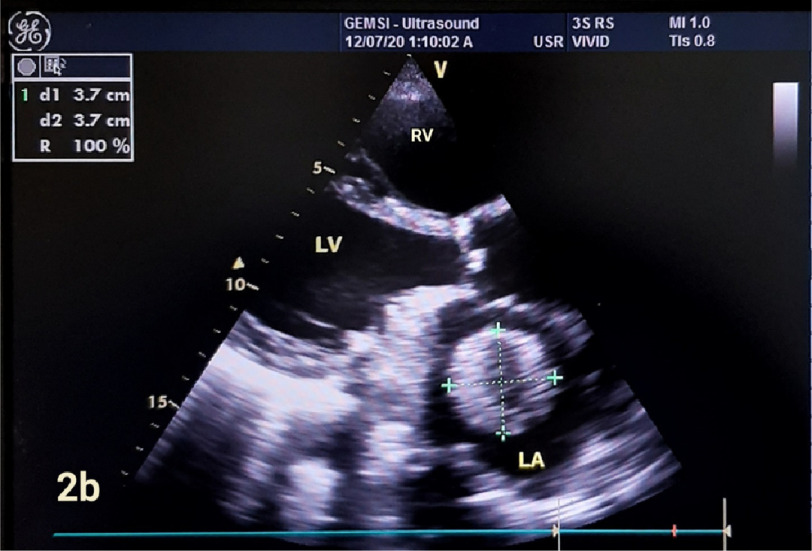 GE
GEMSI - Ultrasound
12/07/20 1:10:02 A
USR
3S RS
VIVID
MI 1.0
TIs 0.8
1 d1 3.7 cm
d2 3.7 cm
R 100 %
V
RV
5
LV
10
15
LA
2b